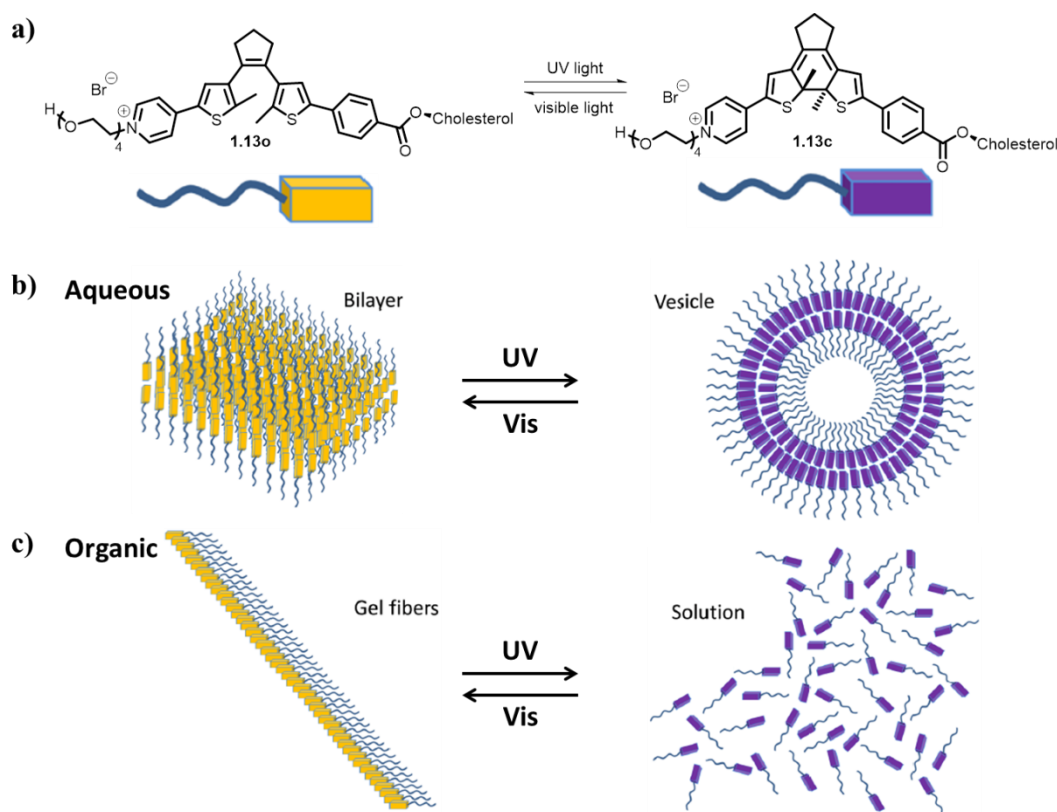 a)
UV light
visible light
Br⊖
H
O
4
N
+
S
S
O
O
Cholesterol
1.13o
Br⊖
H
O
4
N
+
S
S
O
O
Cholesterol
1.13c
b) Aqueous
Bilayer
Vesicle
UV
Vis
c) Organic
Gel fibers
Solution
UV
Vis